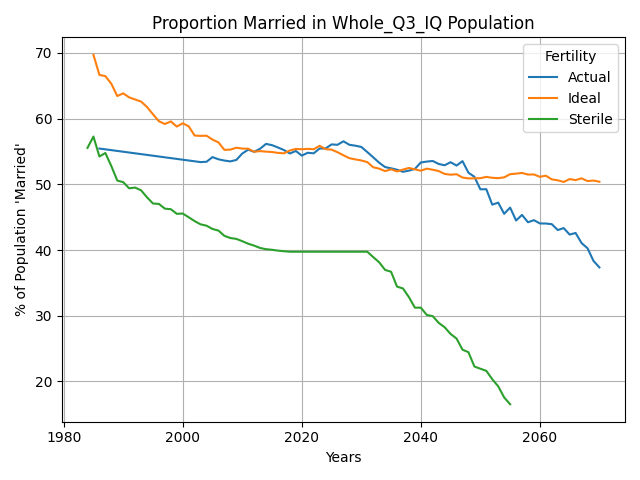 Proportion Married in Whole_Q3_IQ Population
% of Population 'Married'
70
60
50
40
30
20
1980
2000
2020
2040
2060
Years
Fertility
Actual
Ideal
Sterile